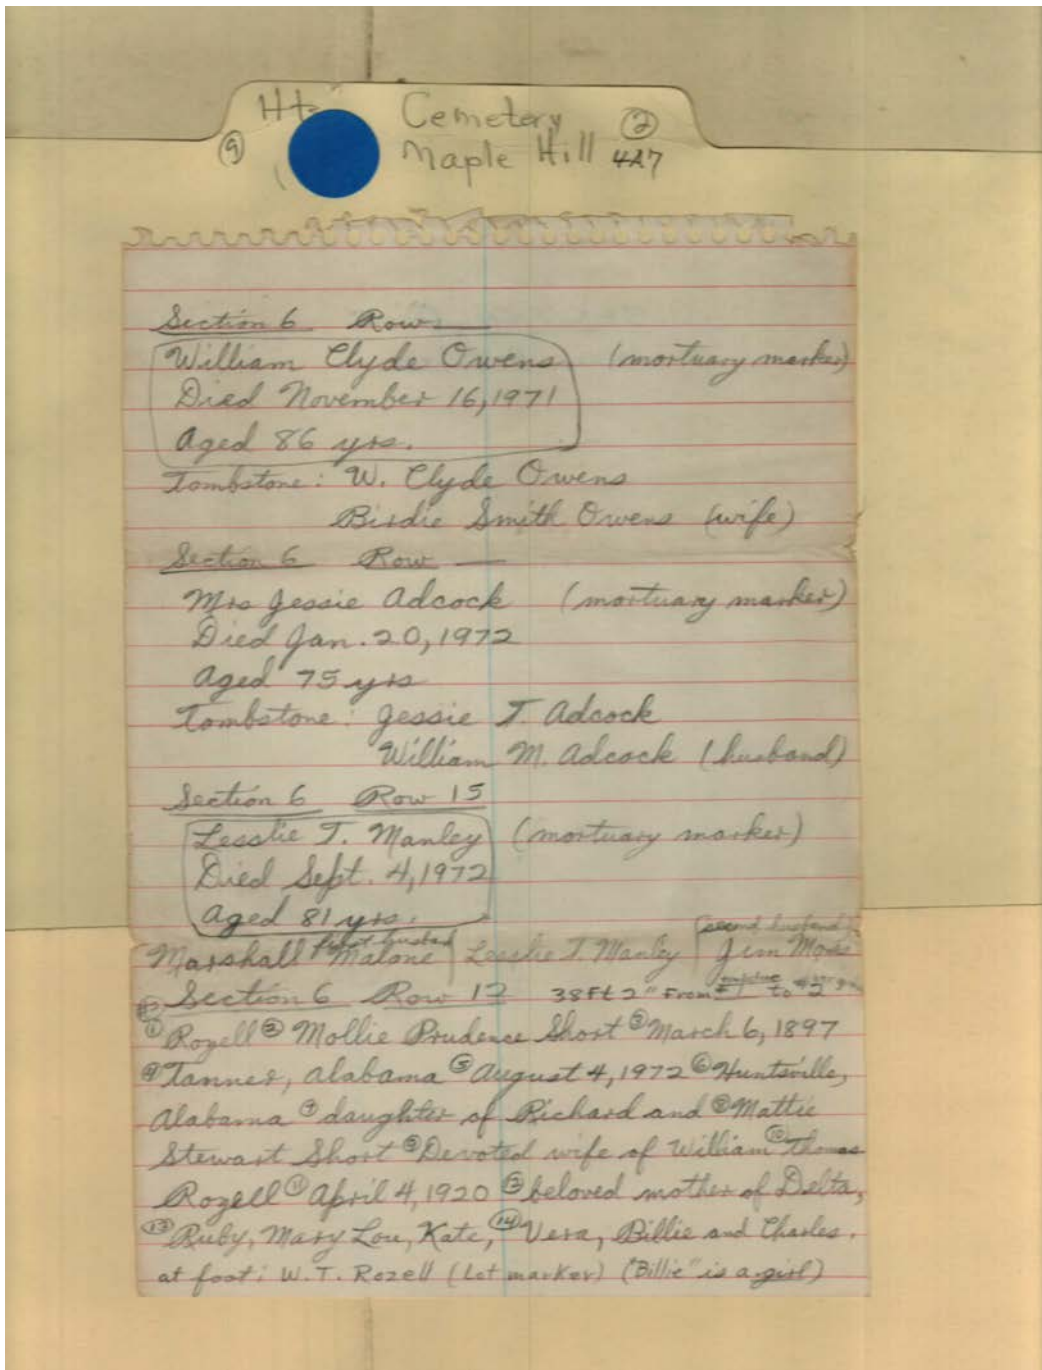 Cemetery ②
⑨ Maple Hill 4A7
Section 6 Row —
William Clyde Owens (mortuary marker)
Died November 16, 1971
Aged 86 yrs.
Tombstone: W. Clyde Owens
Birdie Smith Owens (wife)
Section 6 Row —
Mrs Jessie Adcock (mortuary marker)
Died Jan. 20, 1972
Aged 75 yrs
Tombstone: Jessie T. Adcock
William M. Adcock (husband)
Section 6 Row 15
Lesslie T. Manley (mortuary marker)
Died Sept. 4, 1972
Aged 81 yrs.
first husband (second husband)
Marshall Malone | Lesslie T Manley | Jim
Section 6 Row 12 38 Ft 2" From #1 to #2
① Rozell ② Mollie Prudence Short ③ March 6, 1897
④ Tanner, Alabama ⑤ August 4, 1972 ⑥ Huntsville,
Alabama ⑦ daughter of Richard and ⑧ Mattie
Stewart Short ⑨ Devoted wife of William ⑩ Thomas
Rozell ⑪ April 4, 1920 ⑫ beloved mother of Delta,
⑬ Ruby, Mary Lou, Kate, ⑭ Vera, Billie and Charles.
at foot: W.T. Rozell (Lot marker) ("Billie" is a girl)